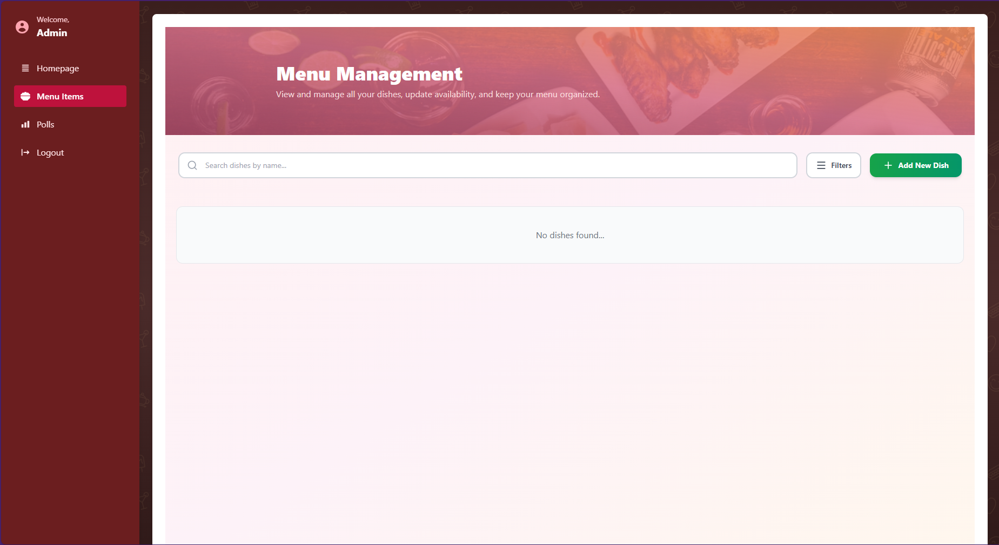 Welcome,
Admin
Homepage
Menu Items
Polls
Logout
Menu Management
View and manage all your dishes, update availability, and keep your menu organized.
Search dishes by name...
Filters
Add New Dish
No dishes found...